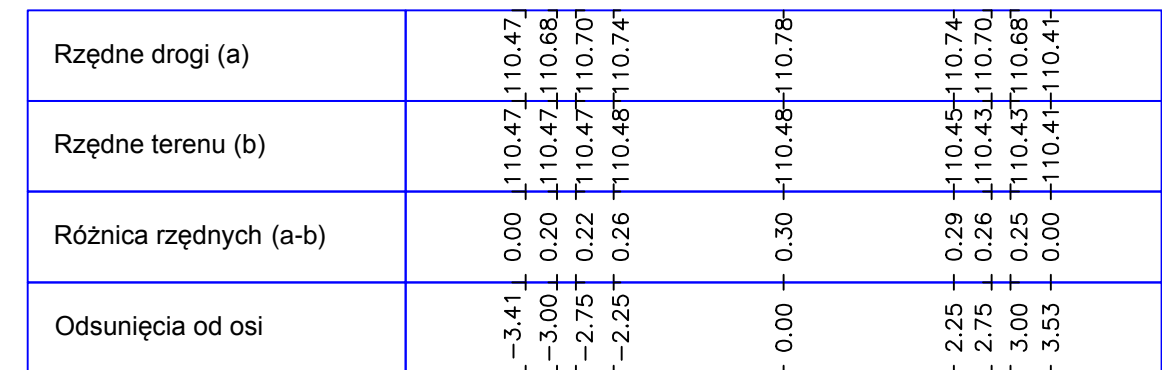 Rzędne drogi (a) 110.47 110.68 110.70 110.74 110.78 110.74 110.70 110.68 110.41
Rzędne terenu (b) 110.47 110.47 110.47 110.48 110.48 110.45 110.43 110.43 110.41
Różnica rzędnych (a-b) 0.00 0.20 0.22 0.26 0.30 0.29 0.26 0.25 0.00
Odsunięcia od osi -3.41 -3.00 -2.75 -2.25 0.00 2.25 2.75 3.00 3.53